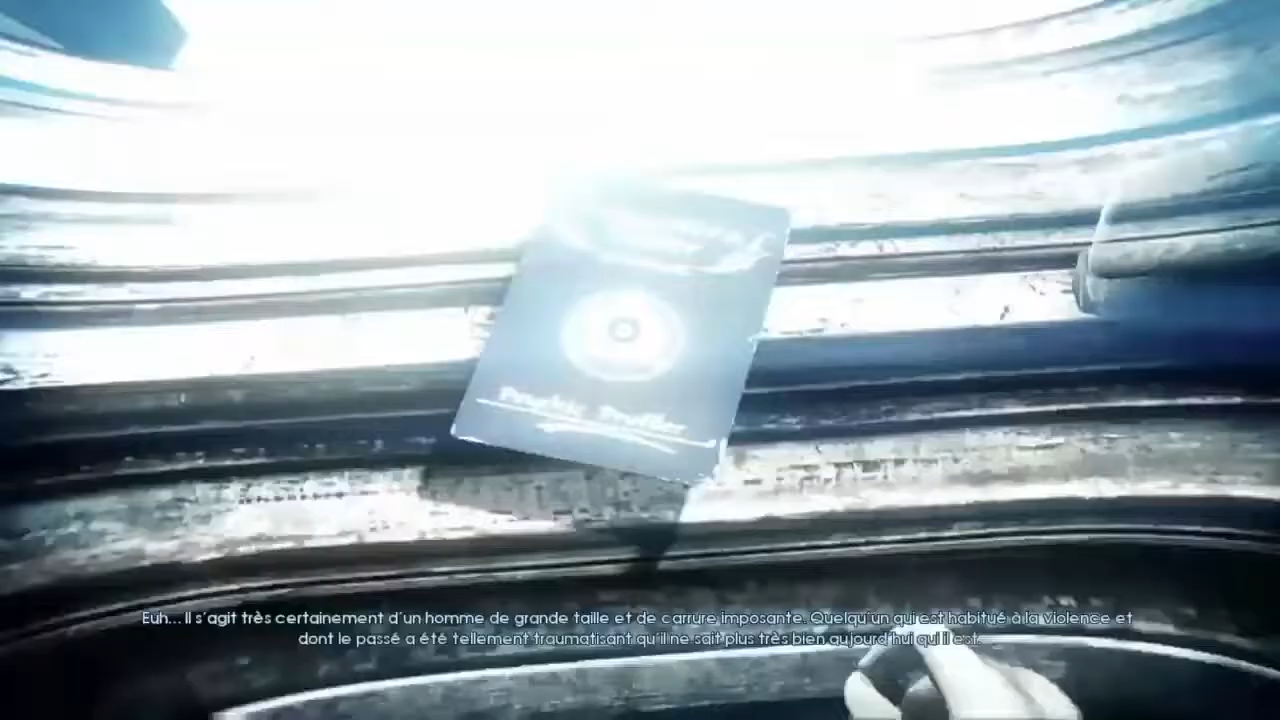 Euh... Il s'agit très certainement d'un homme de grande taille et de carrure imposante. Quelqu'un qui est habitué à la violence et
dont le passé a été tellement traumatisant qu'il ne sait plus très bien aujourd'hui qui il est.